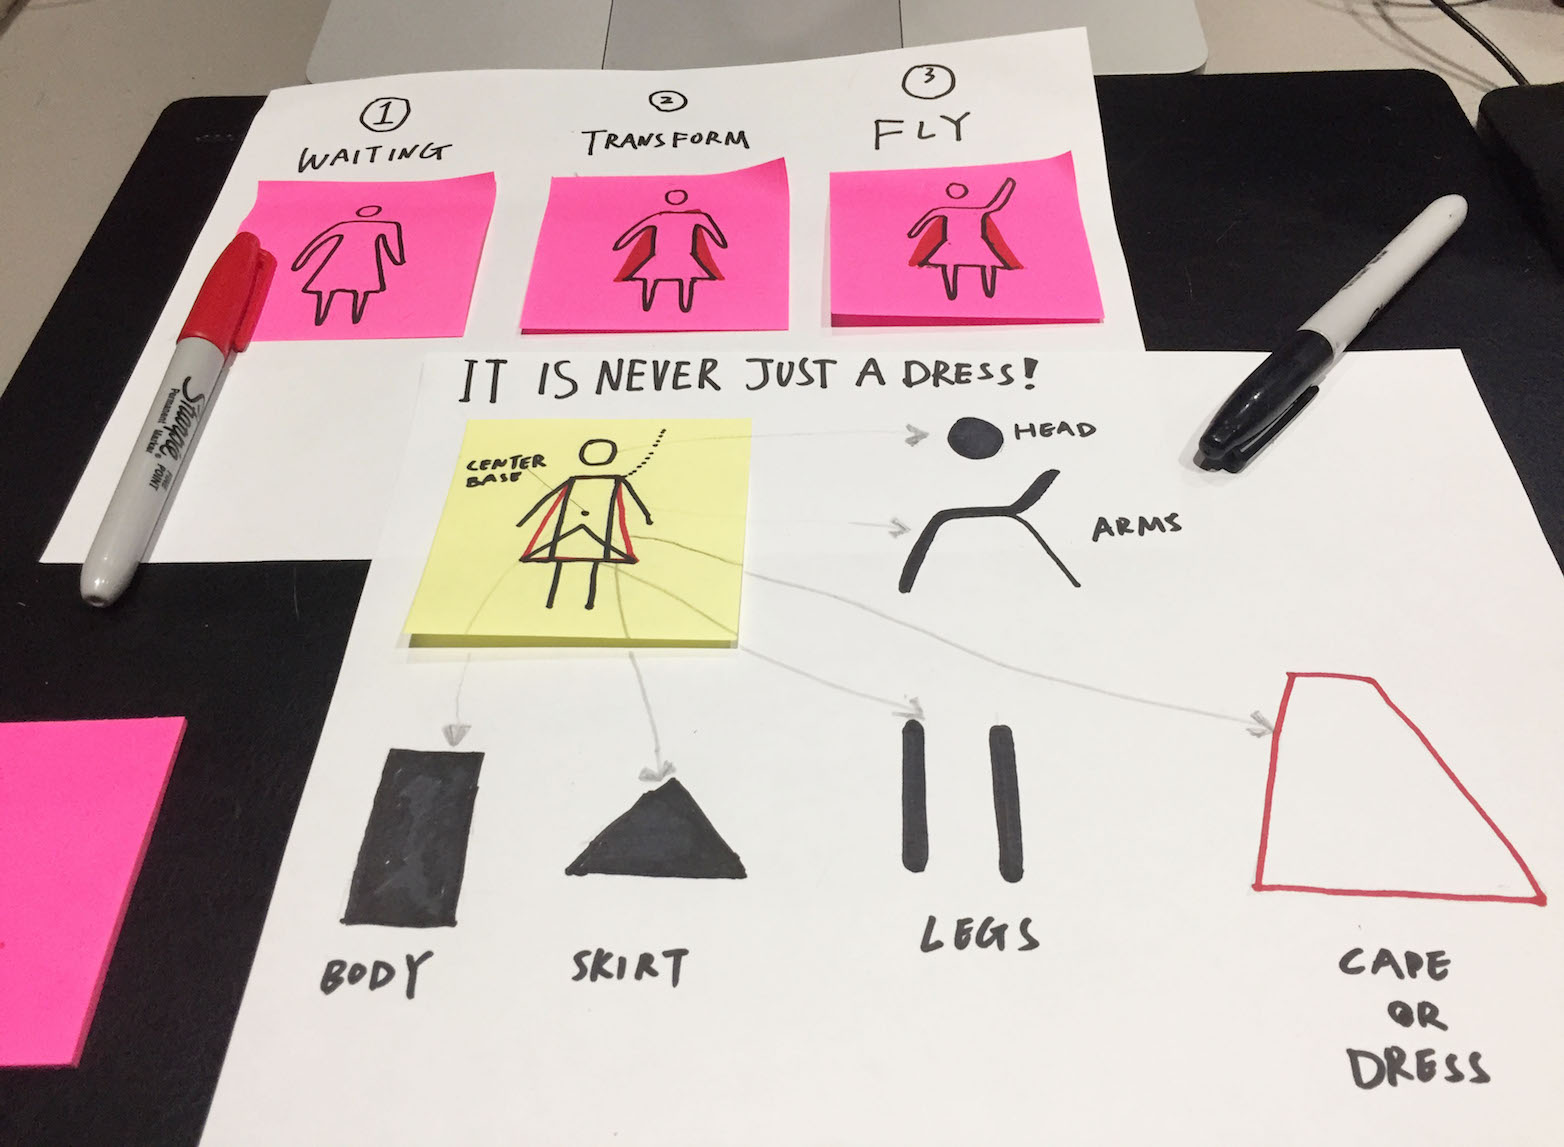 1
WAITING
2
TRANSFORM
3
FLY
IT IS NEVER JUST A DRESS!
CENTER
BASE
HEAD
ARMS
BODY
SKIRT
LEGS
CAPE
OR
DRESS
Sharpie
Permanent Marker
FINE POINT